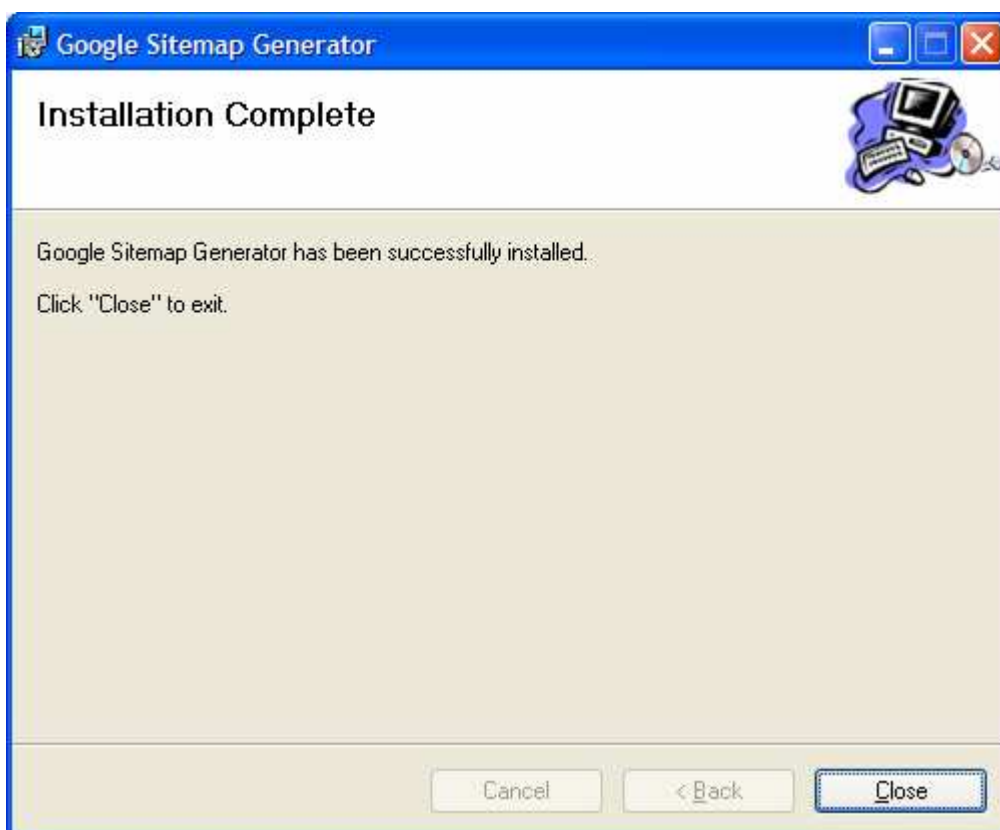 Google Sitemap Generator
Installation Complete
Google Sitemap Generator has been successfully installed.
Click "Close" to exit.
Cancel
< Back
Close